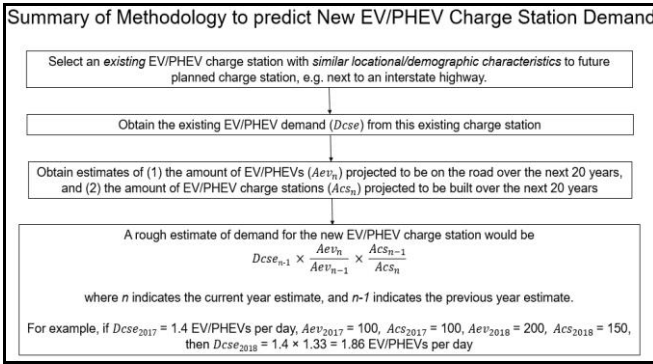 Summary of Methodology to predict New EV/PHEV Charge Station Demand
Select an existing EV/PHEV charge station with similar locational/demographic characteristics to future
planned charge station, e.g. next to an interstate highway.
Obtain the existing EV/PHEV demand (Dcse) from this existing charge station
Obtain estimates of (1) the amount of EV/PHEVs (Aevₙ) projected to be on the road over the next 20 years,
and (2) the amount of EV/PHEV charge stations (Acsₙ) projected to be built over the next 20 years
A rough estimate of demand for the new EV/PHEV charge station would be
Dcseₙ₋₁ × Aevₙ/Aevₙ₋₁ × Acsₙ₋₁/Acsₙ
where n indicates the current year estimate, and n-1 indicates the previous year estimate.
For example, if Dcse₂₀₁₇ = 1.4 EV/PHEVs per day, Aev₂₀₁₇ = 100, Acs₂₀₁₇ = 100, Aev₂₀₁₈ = 200, Acs₂₀₁₈ = 150,
then Dcse₂₀₁₈ = 1.4 × 1.33 = 1.86 EV/PHEVs per day